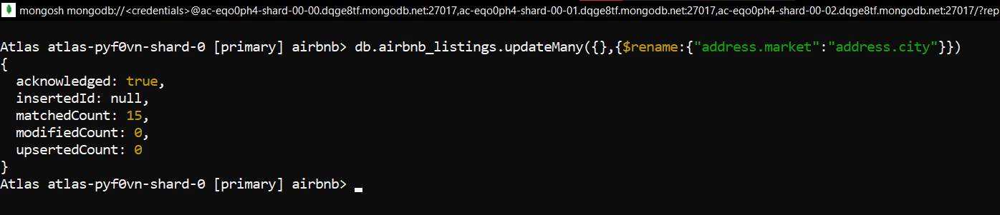 mongosh mongodb://<credentials>@ac-eqo0ph4-shard-00-00.dqge8tf.mongodb.net:27017,ac-eqo0ph4-shard-00-01.dqge8tf.mongodb.net:27017,ac-eqo0ph4-shard-00-02.dqge8tf.mongodb.net:27017/?rep
Atlas atlas-pyf0vn-shard-0 [primary] airbnb> db.airbnb_listings.updateMany({},{$rename:{"address.market":"address.city"}})
{
  acknowledged: true,
  insertedId: null,
  matchedCount: 15,
  modifiedCount: 0,
  upsertedCount: 0
}
Atlas atlas-pyf0vn-shard-0 [primary] airbnb>